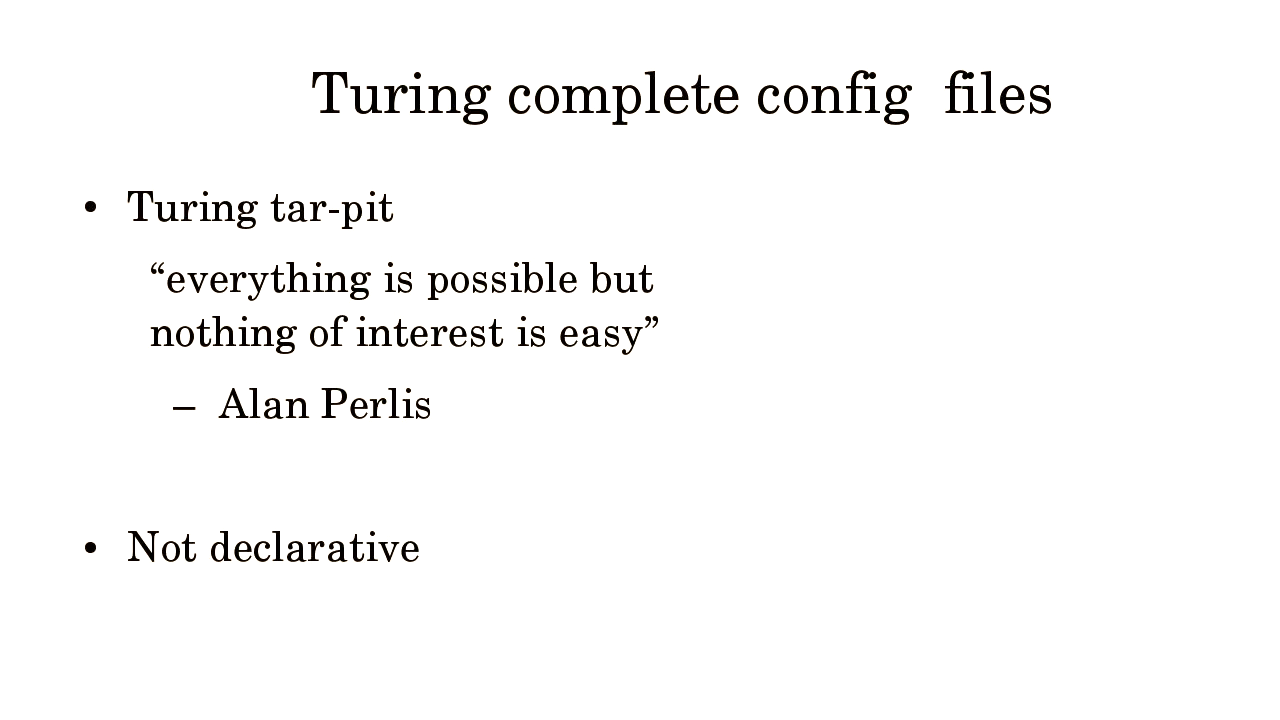 Turing complete config  files
• Turing tar-pit
“everything is possible but
nothing of interest is easy”
– Alan Perlis
• Not declarative